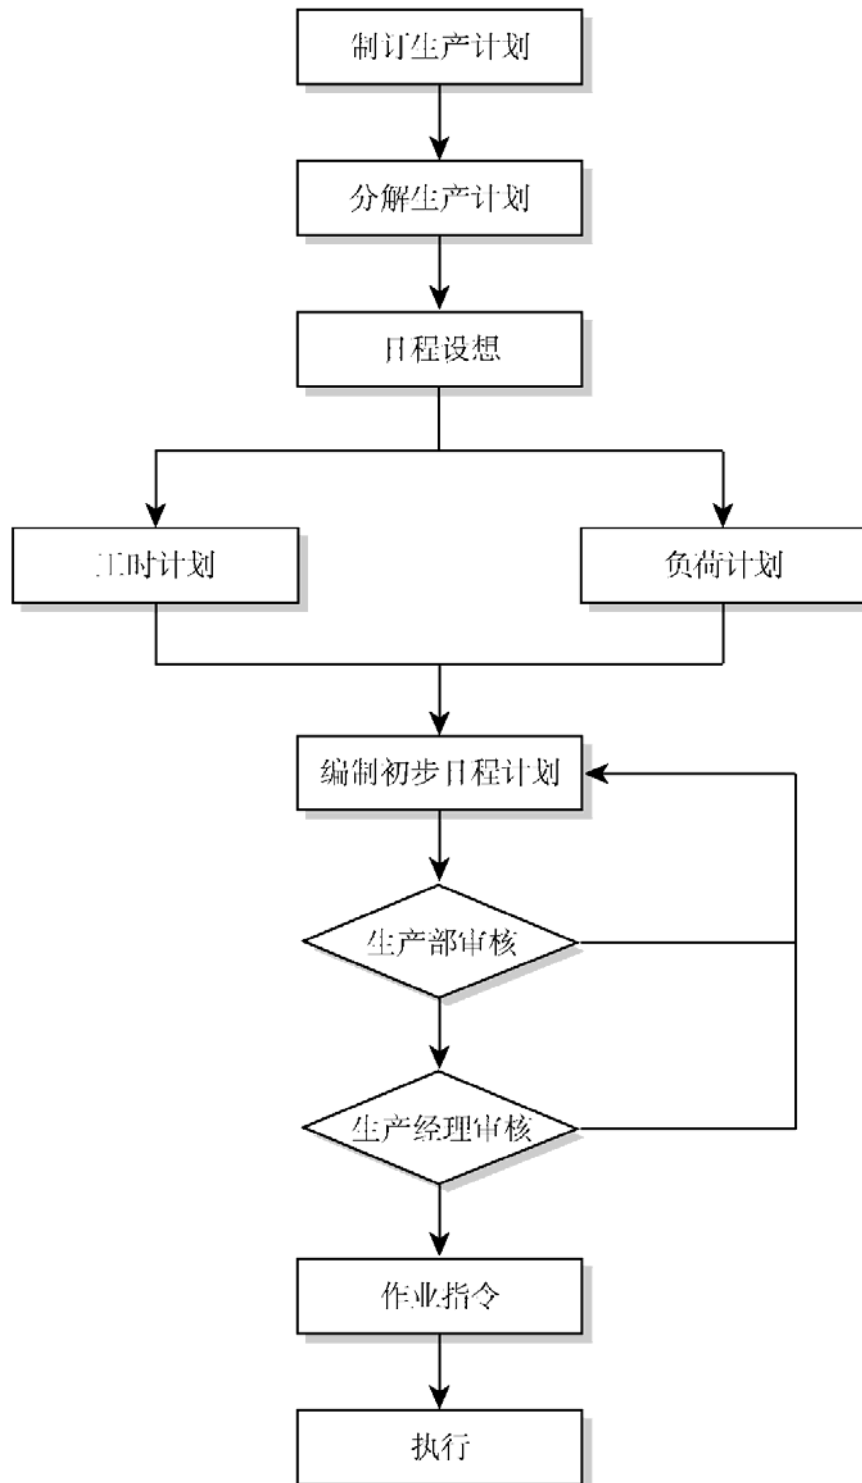 制订生产计划
分解生产计划
日程设想
工时计划
负荷计划
编制初步日程计划
生产部审核
生产经理审核
作业指令
执行